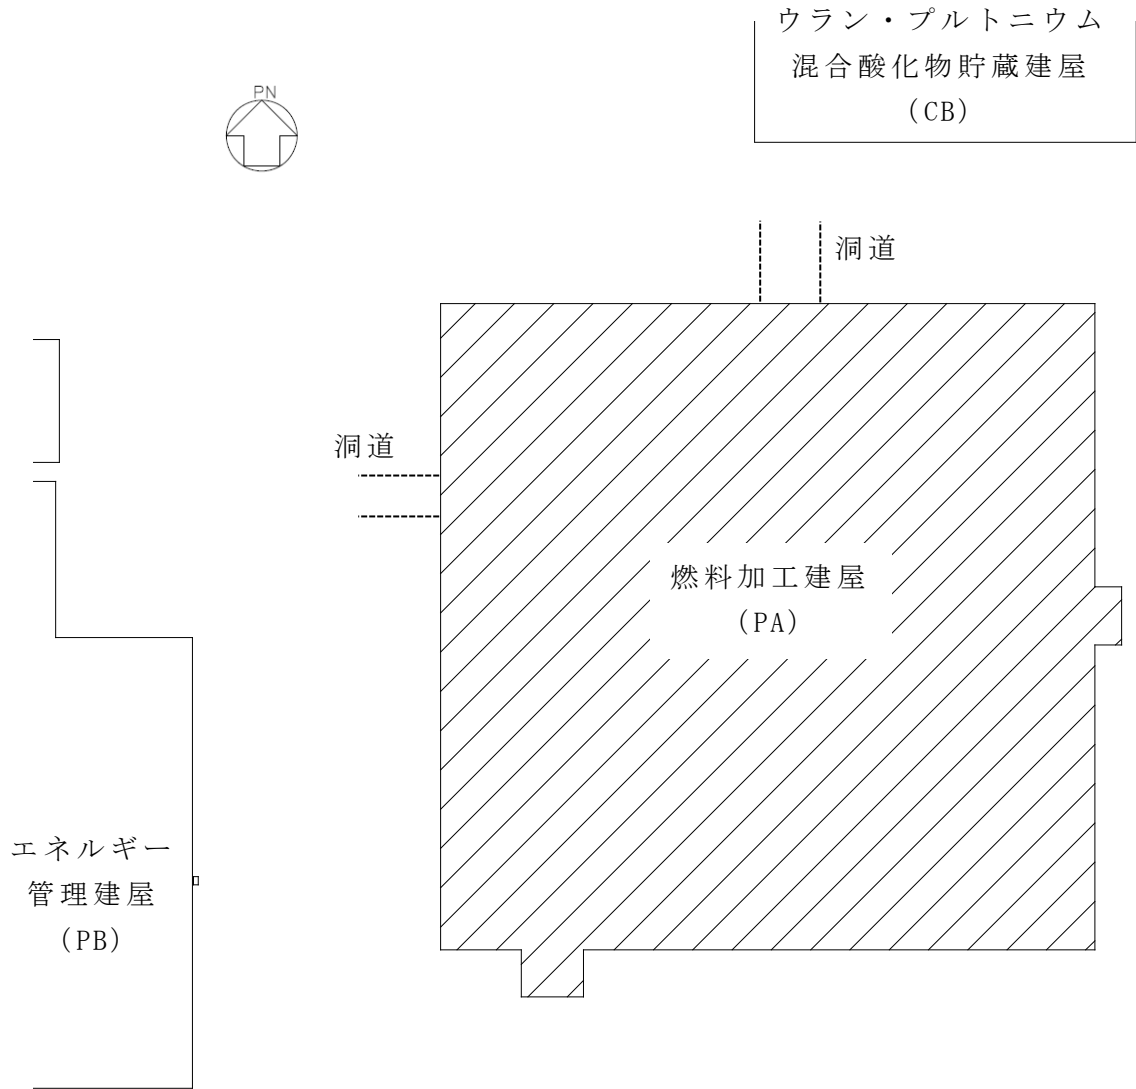 ウラン・プルトニウム
混合酸化物貯蔵建屋
(CB)
PN
洞道
洞道
燃料加工建屋
(PA)
エネルギー
管理建屋
(PB)